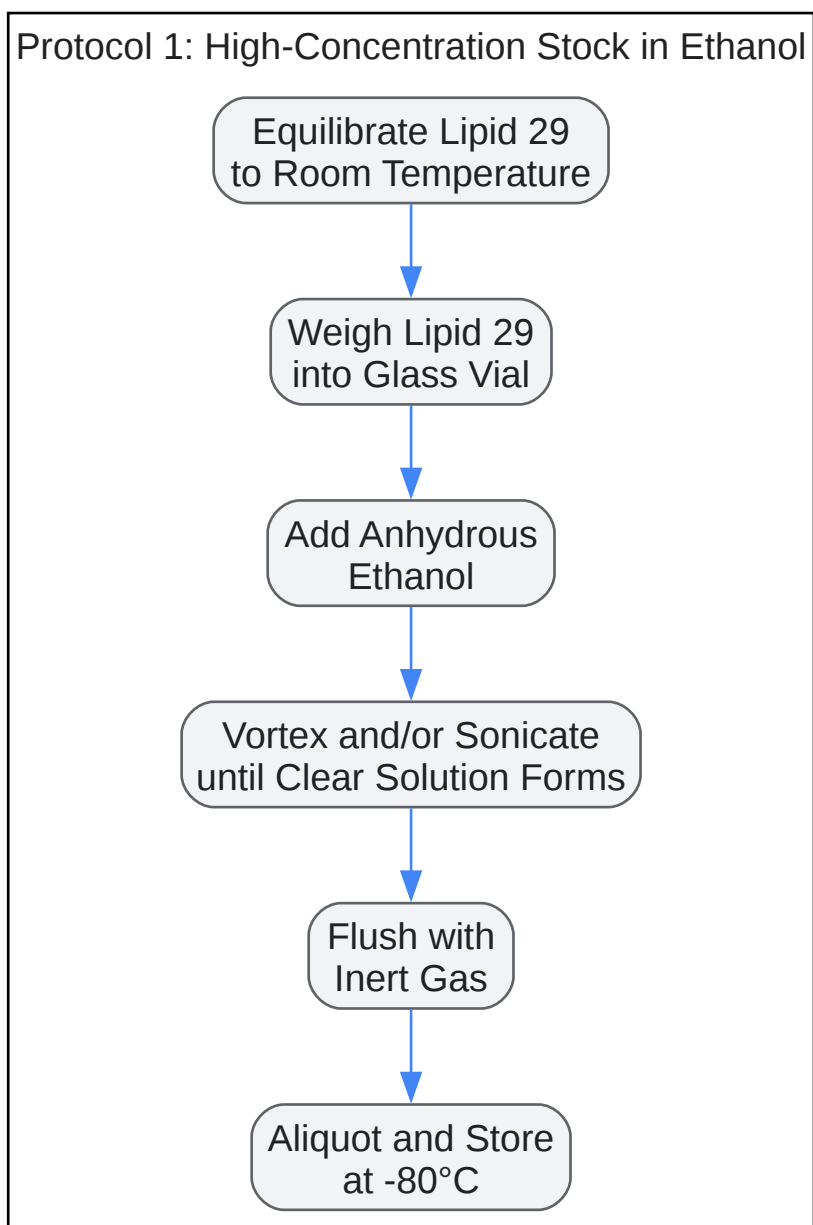 Protocol 1: High-Concentration Stock in Ethanol
Equilibrate Lipid 29
to Room Temperature
Weigh Lipid 29
into Glass Vial
Add Anhydrous
Ethanol
Vortex and/or Sonicate
until Clear Solution Forms
Flush with
Inert Gas
Aliquot and Store
at -80°C